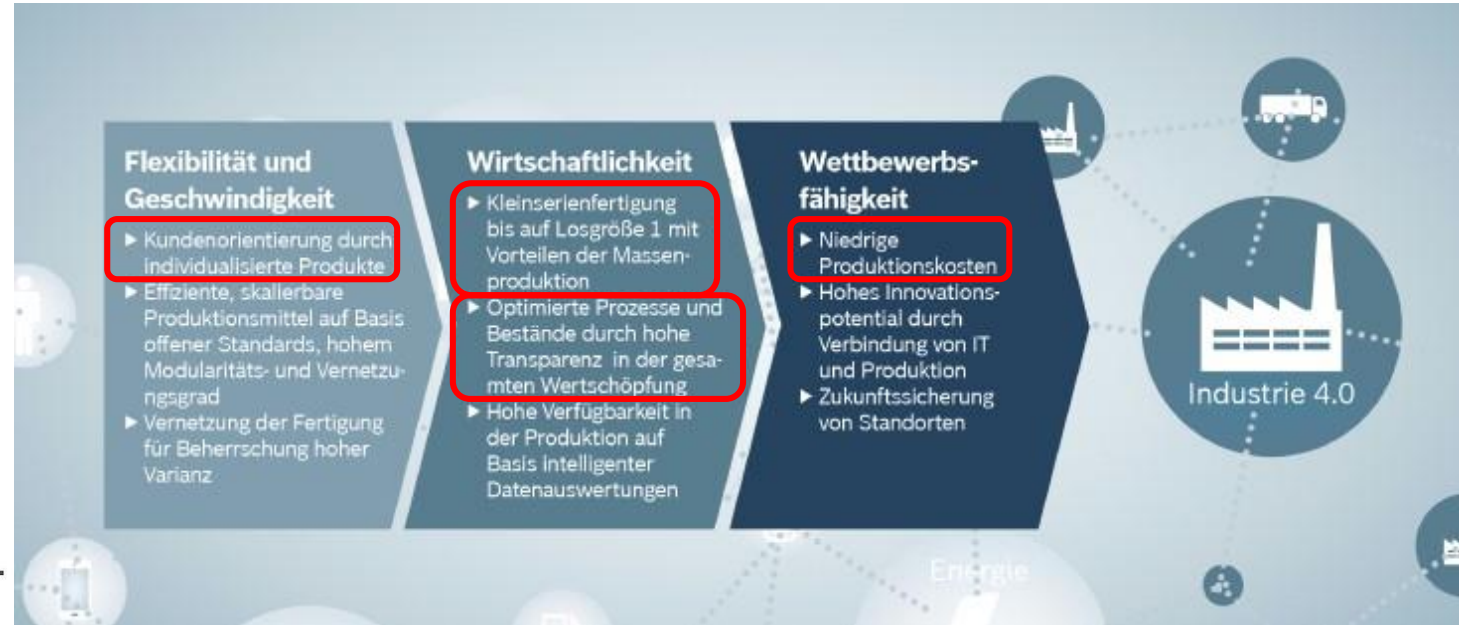 Flexibilität und
Geschwindigkeit
▶ Kundenorientierung durch
individualisierte Produkte
▶ Effiziente, skalierbare
Produktionsmittel auf Basis
offener Standards, hohem
Modularitäts- und Vernetzu-
ngsgrad
▶ Vernetzung der Fertigung
für Beherrschung hoher
Varianz
Wirtschaftlichkeit
▶ Kleinserienfertigung
bis auf Losgröße 1 mit
Vorteilen der Massen-
produktion
▶ Optimierte Prozesse und
Bestände durch hohe
Transparenz in der gesa-
mten Wertschöpfung
▶ Hohe Verfügbarkeit in
der Produktion auf
Basis intelligenter
Datenauswertungen
Wettbewerbs-
fähigkeit
▶ Niedrige
Produktionskosten
▶ Hohes Innovations-
potential durch
Verbindung von IT
und Produktion
▶ Zukunftssicherung
von Standorten
Industrie 4.0
Energie